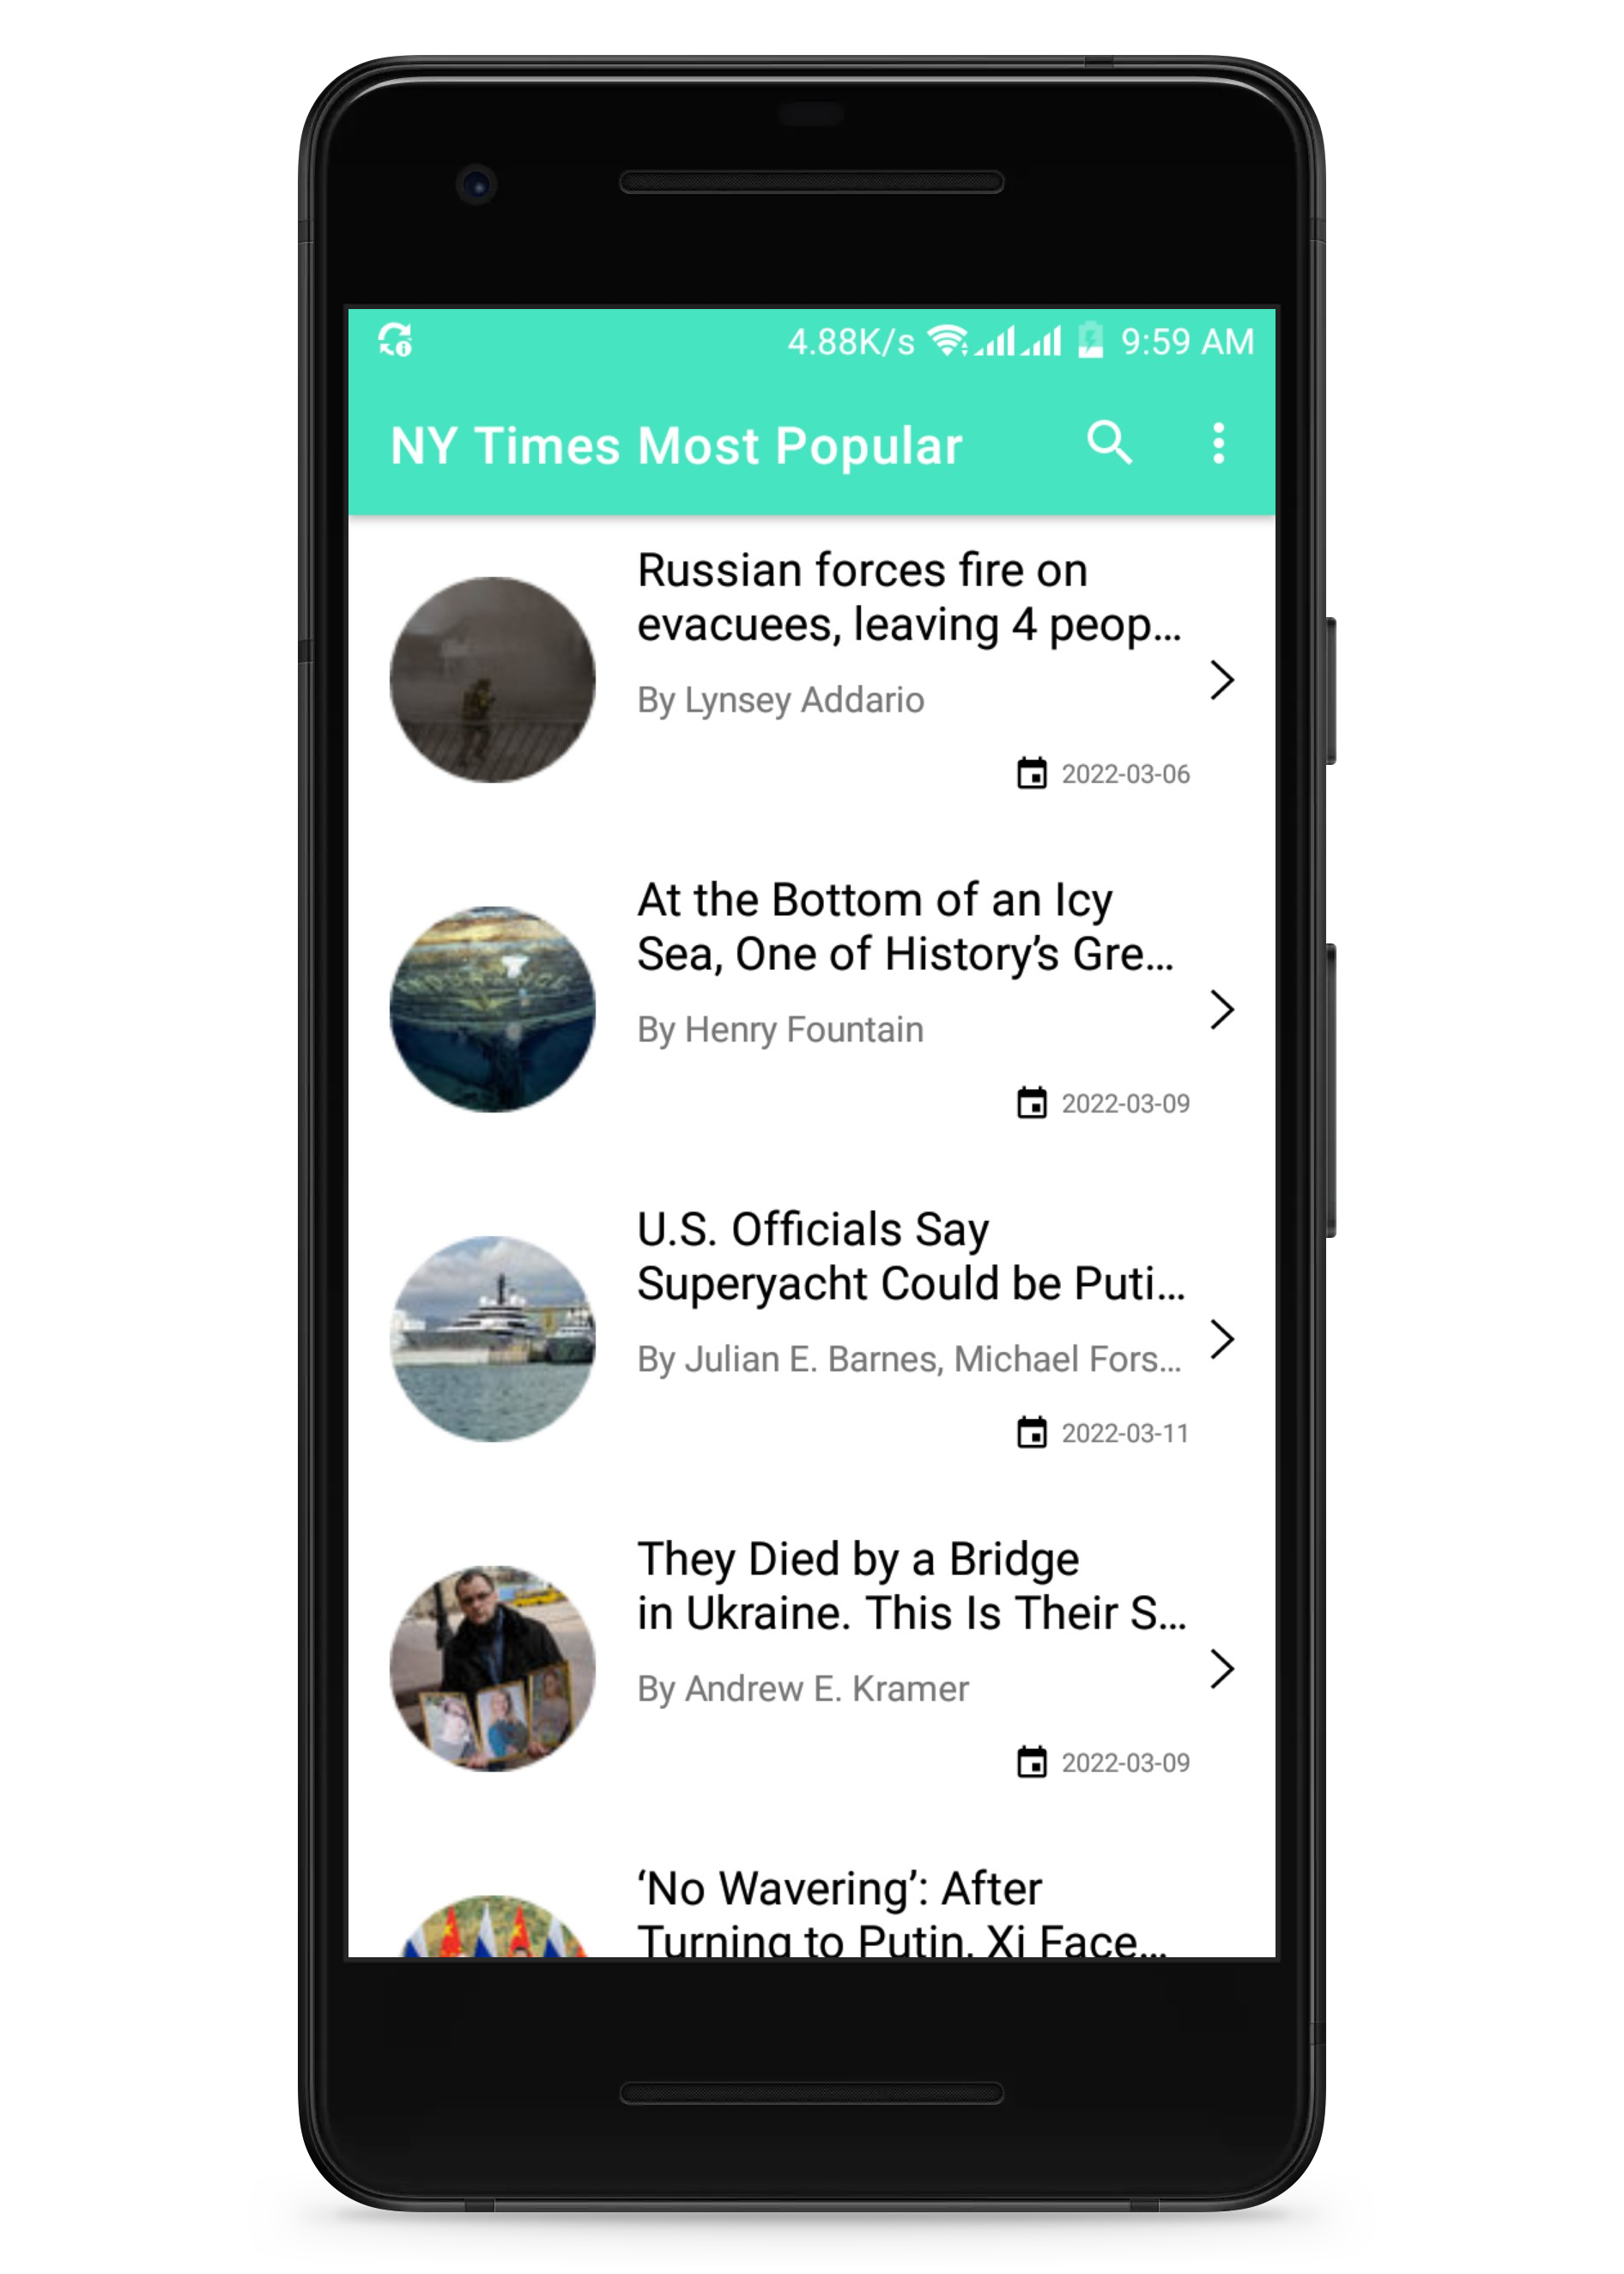 4.88K/s 9:59 AM
NY Times Most Popular
Russian forces fire on
evacuees, leaving 4 peop...
By Lynsey Addario
2022-03-06
At the Bottom of an Icy
Sea, One of History’s Gre...
By Henry Fountain
2022-03-09
U.S. Officials Say
Superyacht Could be Puti...
By Julian E. Barnes, Michael Fors...
2022-03-11
They Died by a Bridge
in Ukraine. This Is Their S...
By Andrew E. Kramer
2022-03-09
‘No Wavering’: After
Turning to Putin, Xi Face...